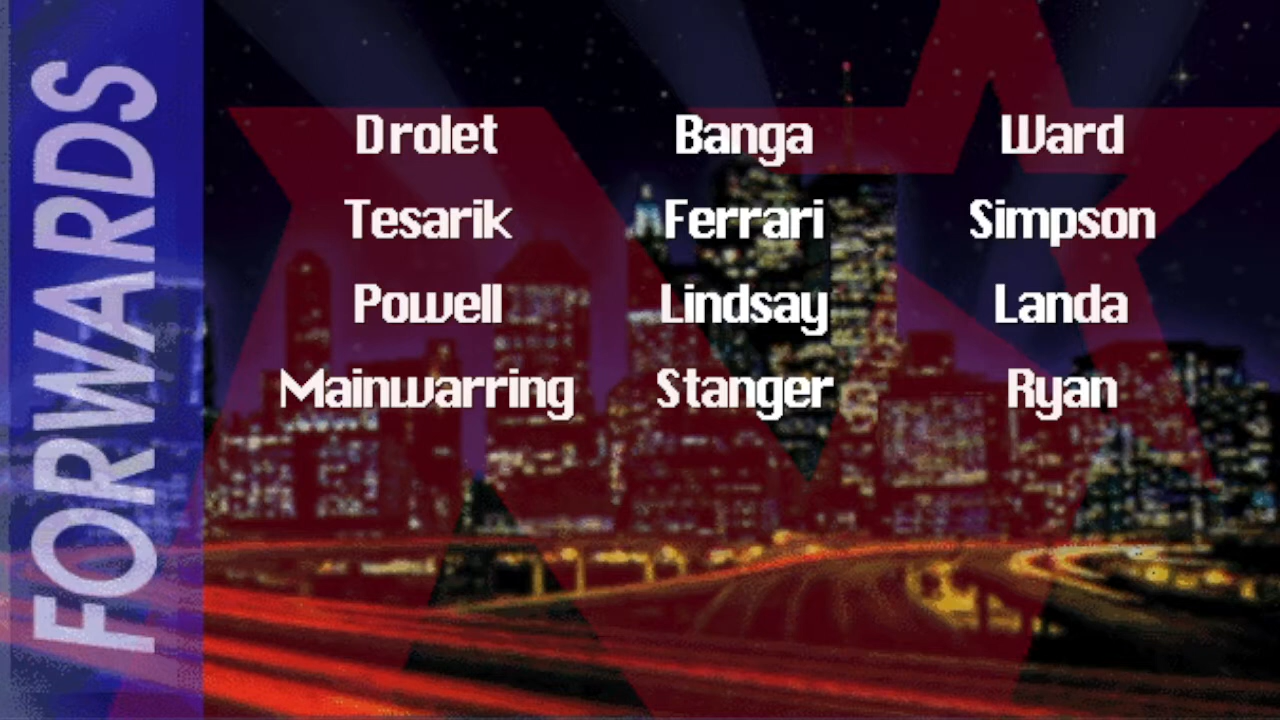 FORWARDS
Drolet Banga Ward
Tesarik Ferrari Simpson
Powell Lindsay Landa
Mainwarring Stanger Ryan